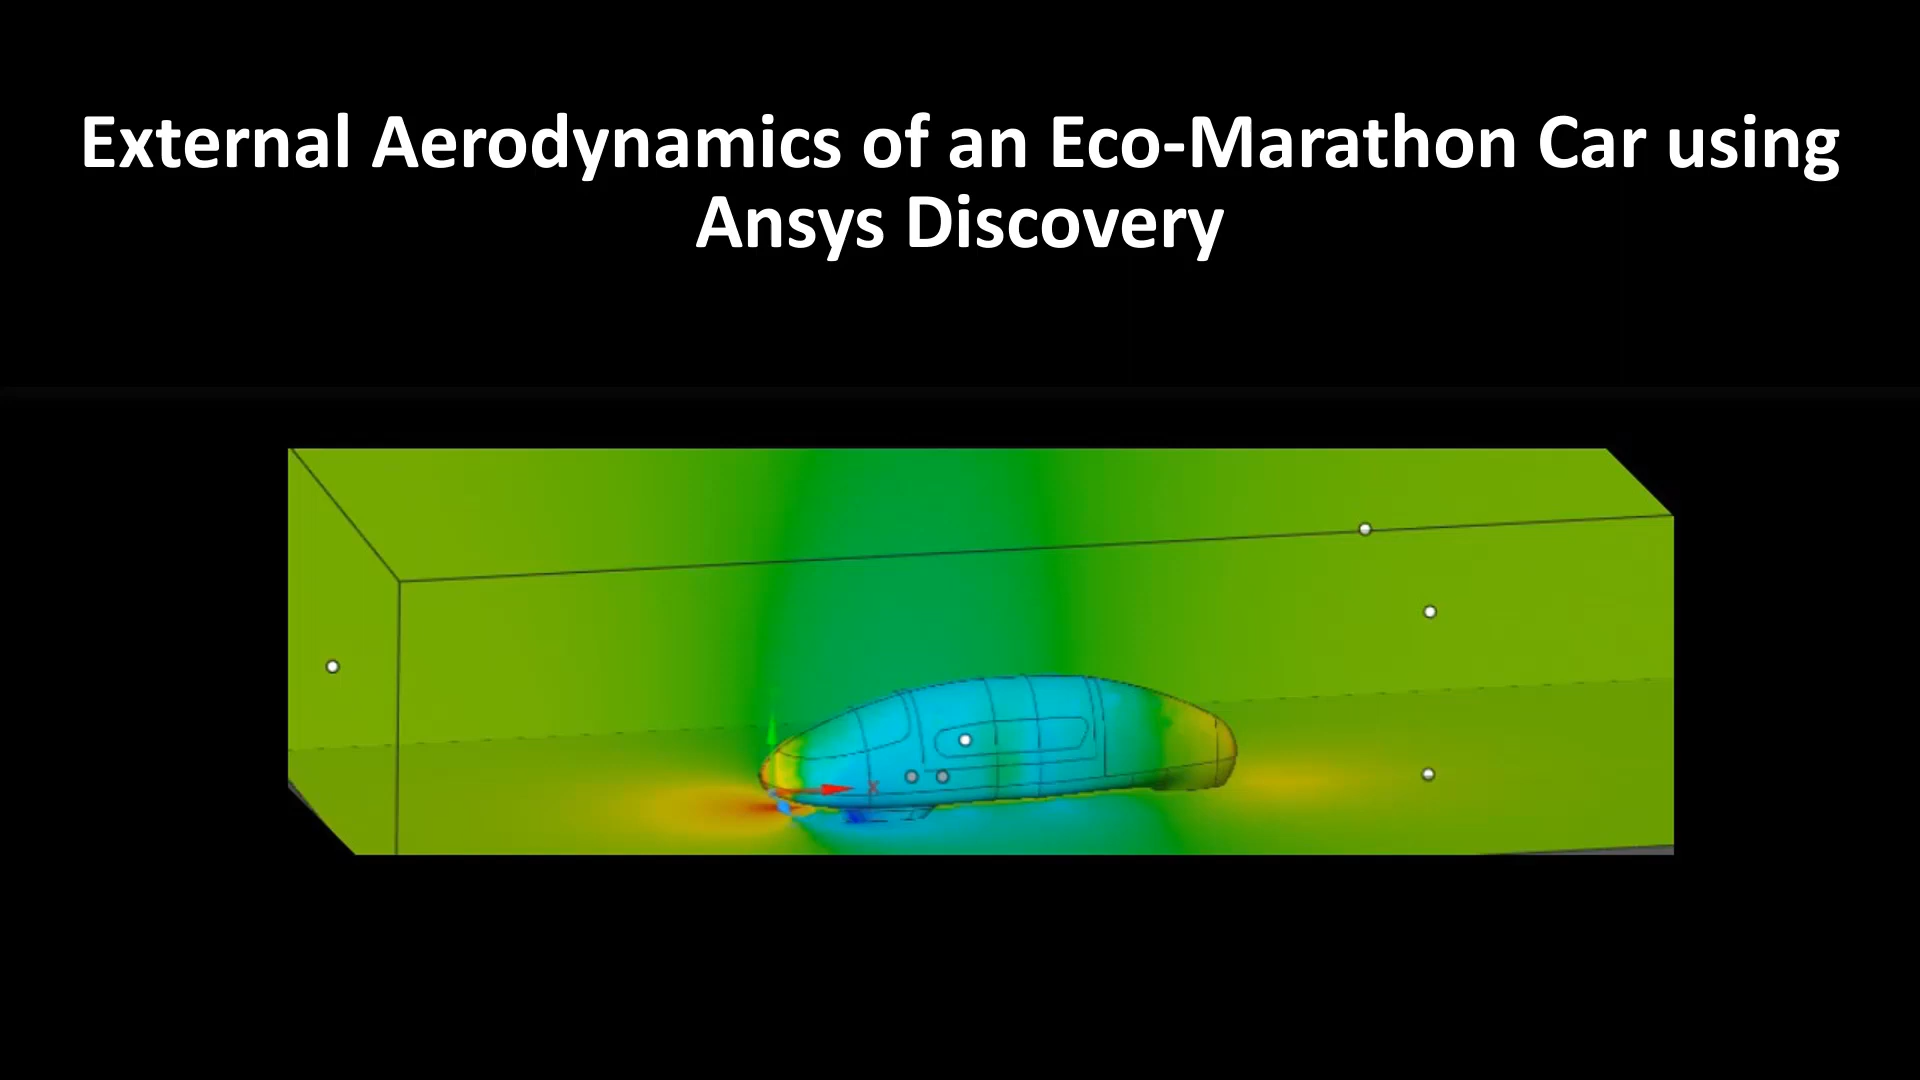 External Aerodynamics of an Eco-Marathon Car using
Ansys Discovery
X